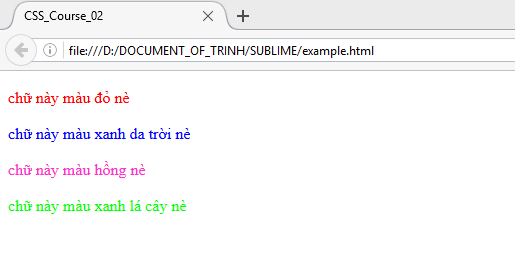 CSS_Course_02
file:///D:/DOCUMENT_OF_TRINH/SUBLIME/example.html
chữ này màu đỏ nè
chữ này màu xanh da trời nè
chữ này màu hồng nè
chữ này màu xanh lá cây nè